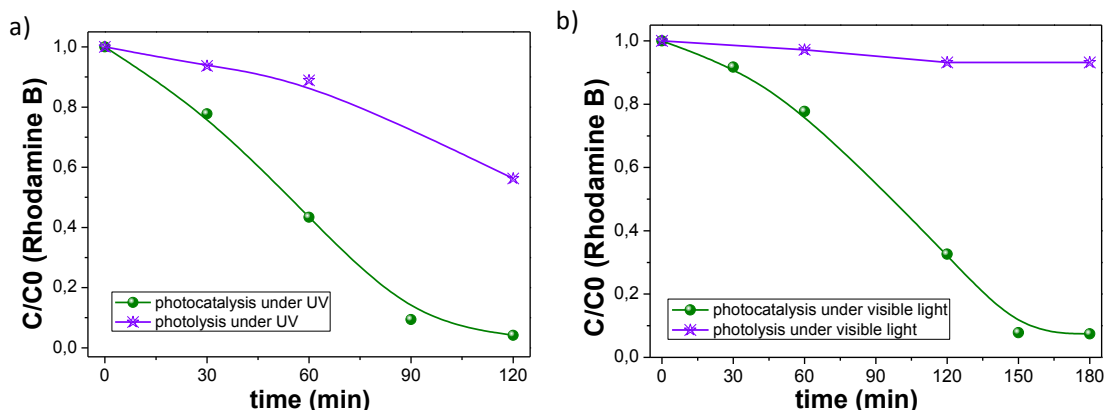 a)
C/C0 (Rhodamine B)
1,0
0,8
0,6
0,4
0,2
0,0
photocatalysis under UV
photolysis under UV
0 30 60 90 120
time (min)
b)
C/C0 (Rhodamine B)
1,0
0,8
0,6
0,4
0,2
0,0
photocatalysis under visible light
photolysis under visible light
0 30 60 90 120 150 180
time (min)